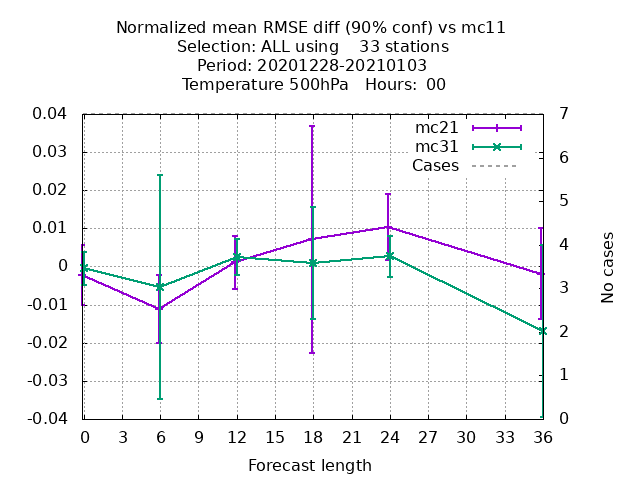 Normalized mean RMSE diff (90% conf) vs mc11
Selection: ALL using    33 stations
Period: 20201228-20210103
Temperature 500hPa   Hours:  00
0.04
0.03
0.02
0.01
0
-0.01
-0.02
-0.03
-0.04
7
6
5
4
3
2
1
0
mc21
mc31
Cases
No cases
0 3 6 9 12 15 18 21 24 27 30 33 36
Forecast length